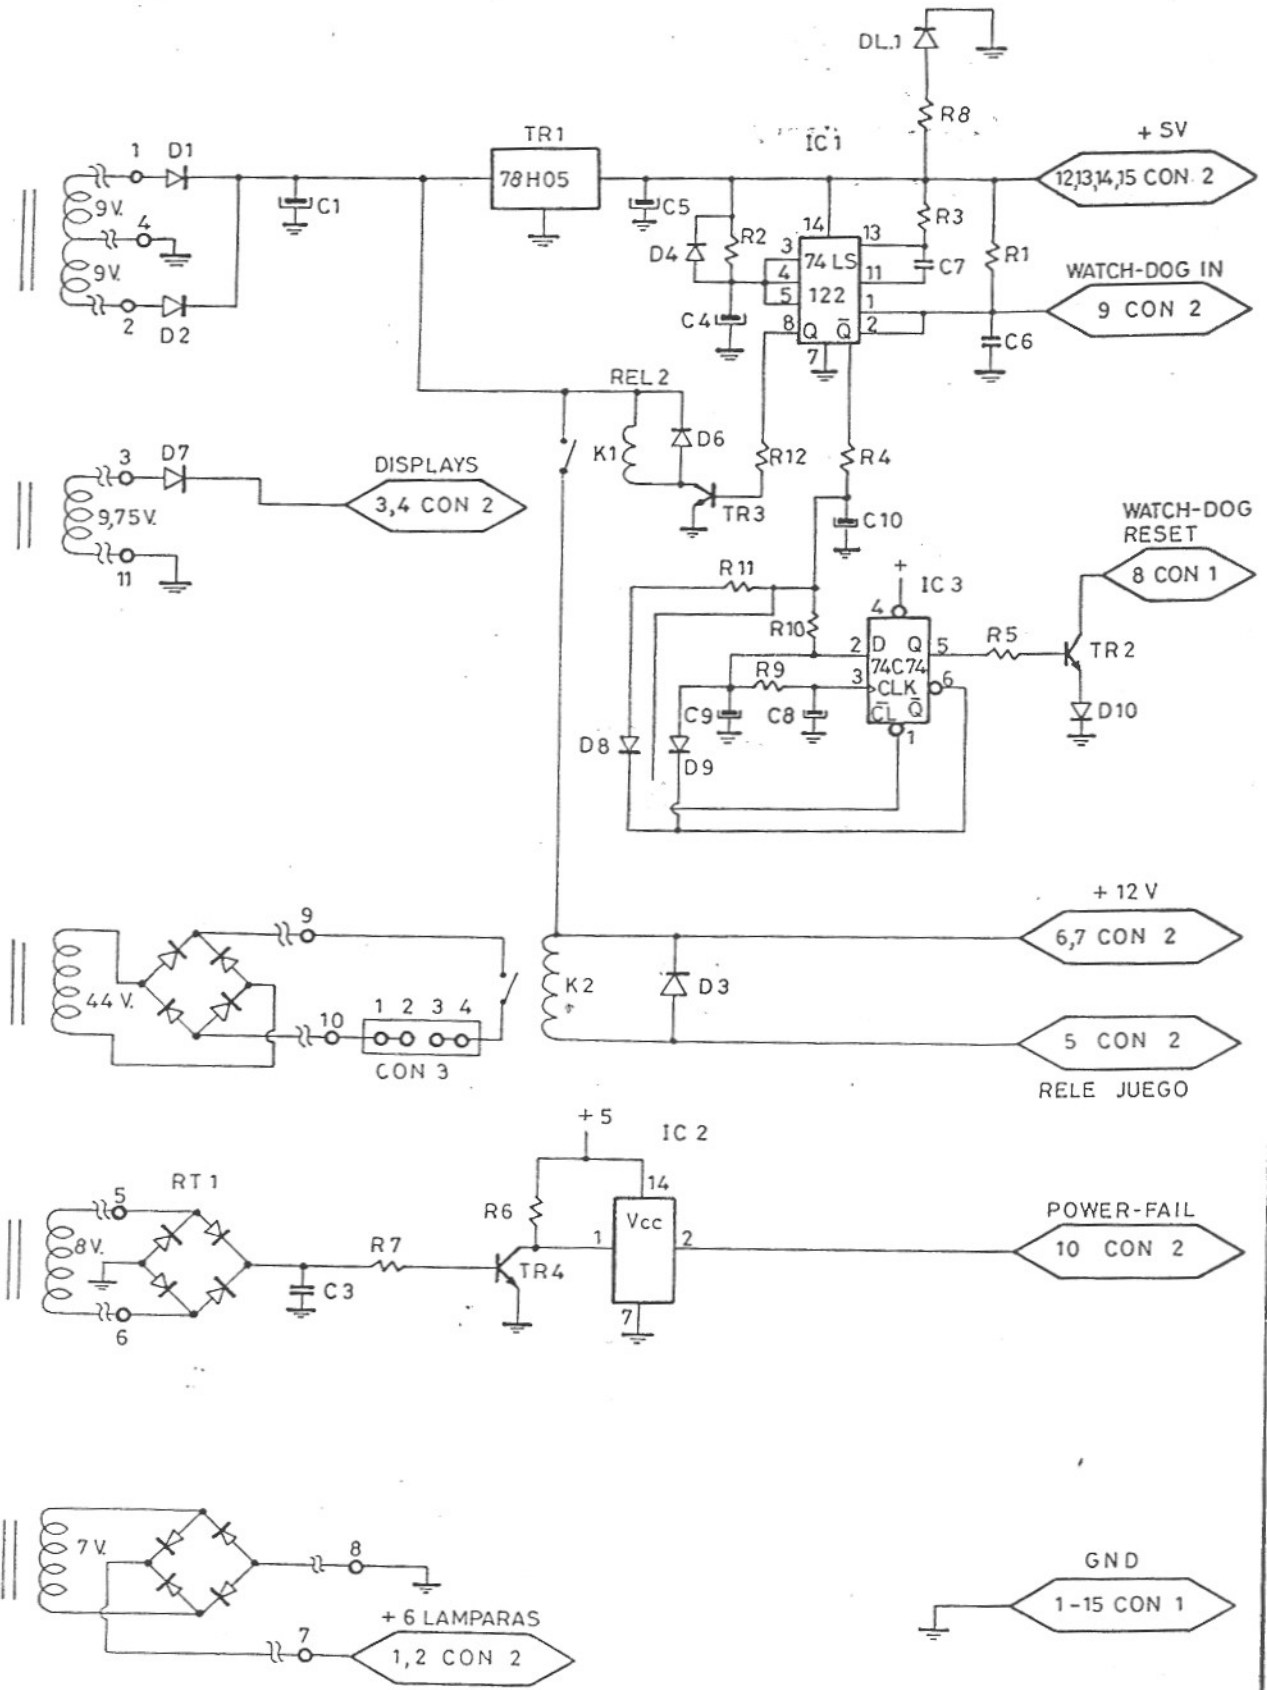 DL.1
R8
+ 5V
12,13,14,15 CON. 2
TR1
78H05
IC1
1
D1
9V.
4
9V.
2
D2
C1
C5
R2
D4
C4
14
3
4
5
8
74 LS
122
Q
Q̅
7
13
11
1
2
R3
C7
R1
C6
WATCH-DOG IN
9 CON 2
REL 2
K1
D6
R12
R4
TR3
C10
3
D7
9,75V.
11
DISPLAYS
3,4 CON 2
WATCH-DOG
RESET
8 CON 1
R11
+
IC 3
4
R10
2
D
Q
5
74C74
R9
3
CLK
6
C̅L̅
Q̅
1
C9
C8
D8
D9
R5
TR2
D10
+ 12 V
6,7 CON 2
9
44 V.
10
1 2 3 4
CON 3
K2
D3
5 CON 2
RELE JUEGO
+ 5
IC 2
RT 1
5
8V.
6
C3
R7
TR4
R6
14
Vcc
1
2
7
POWER-FAIL
10 CON 2
7 V.
8
+ 6 LAMPARAS
7
1,2 CON 2
GND
1-15 CON 1